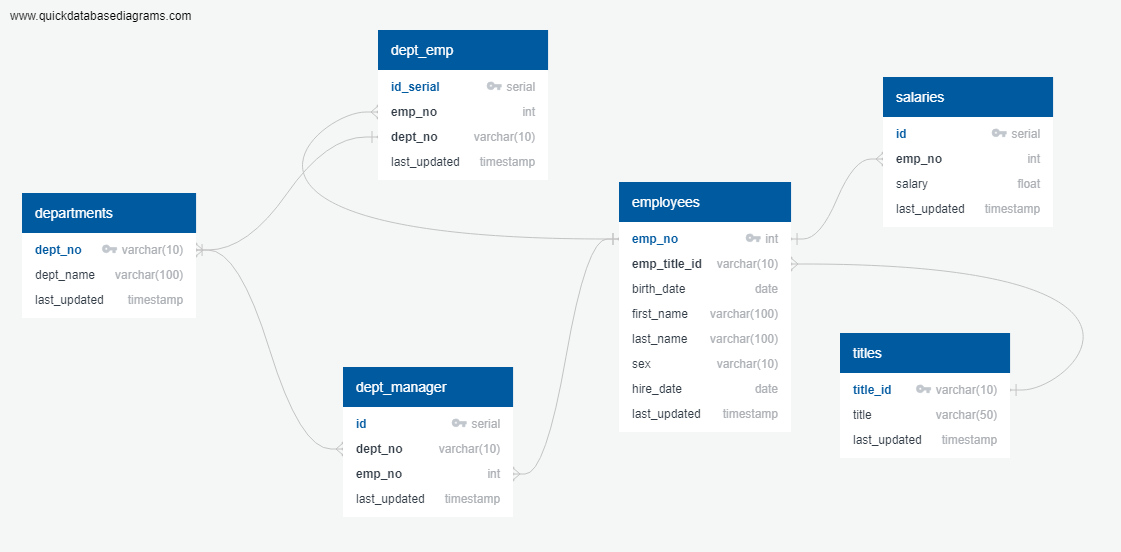 www.quickdatabasediagrams.com
dept_emp
id_serial serial
emp_no int
dept_no varchar(10)
last_updated timestamp
salaries
id serial
emp_no int
salary float
last_updated timestamp
departments
dept_no varchar(10)
dept_name varchar(100)
last_updated timestamp
employees
emp_no int
emp_title_id varchar(10)
birth_date date
first_name varchar(100)
last_name varchar(100)
sex varchar(10)
hire_date date
last_updated timestamp
dept_manager
id serial
dept_no varchar(10)
emp_no int
last_updated timestamp
titles
title_id varchar(10)
title varchar(50)
last_updated timestamp